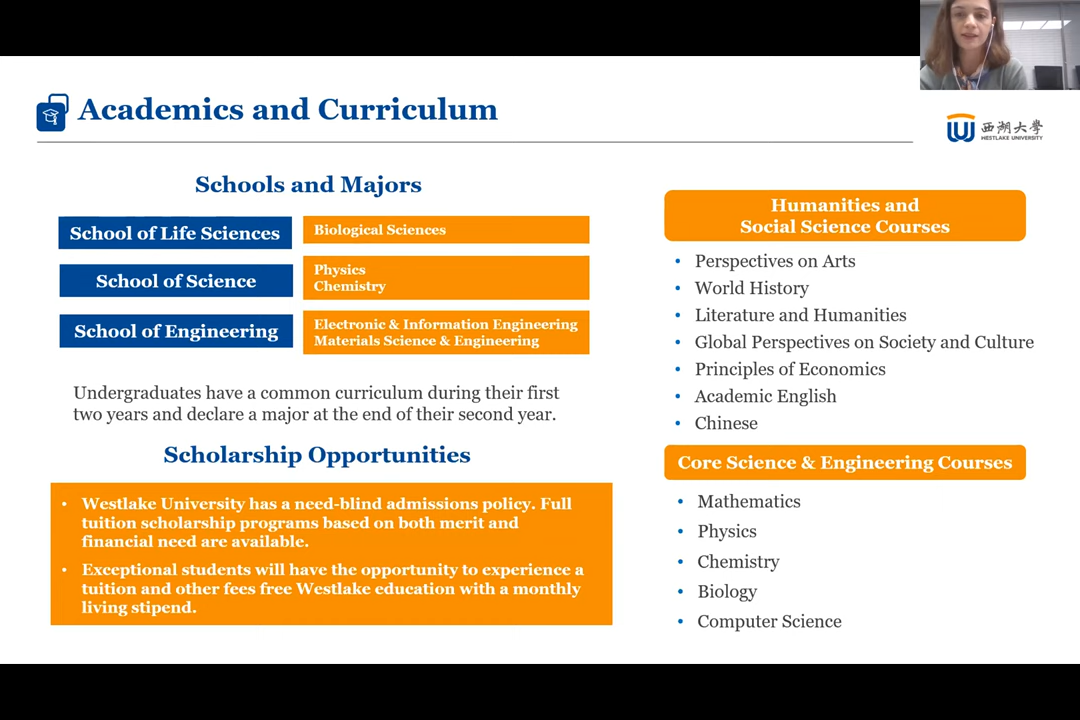 Academics and Curriculum
西湖大學
WESTLAKE UNIVERSITY
Schools and Majors
School of Life Sciences
Biological Sciences
School of Science
Physics
Chemistry
School of Engineering
Electronic & Information Engineering
Materials Science & Engineering
Undergraduates have a common curriculum during their first
two years and declare a major at the end of their second year.
Scholarship Opportunities
• Westlake University has a need-blind admissions policy. Full
tuition scholarship programs based on both merit and
financial need are available.
• Exceptional students will have the opportunity to experience a
tuition and other fees free Westlake education with a monthly
living stipend.
Humanities and
Social Science Courses
• Perspectives on Arts
• World History
• Literature and Humanities
• Global Perspectives on Society and Culture
• Principles of Economics
• Academic English
• Chinese
Core Science & Engineering Courses
• Mathematics
• Physics
• Chemistry
• Biology
• Computer Science